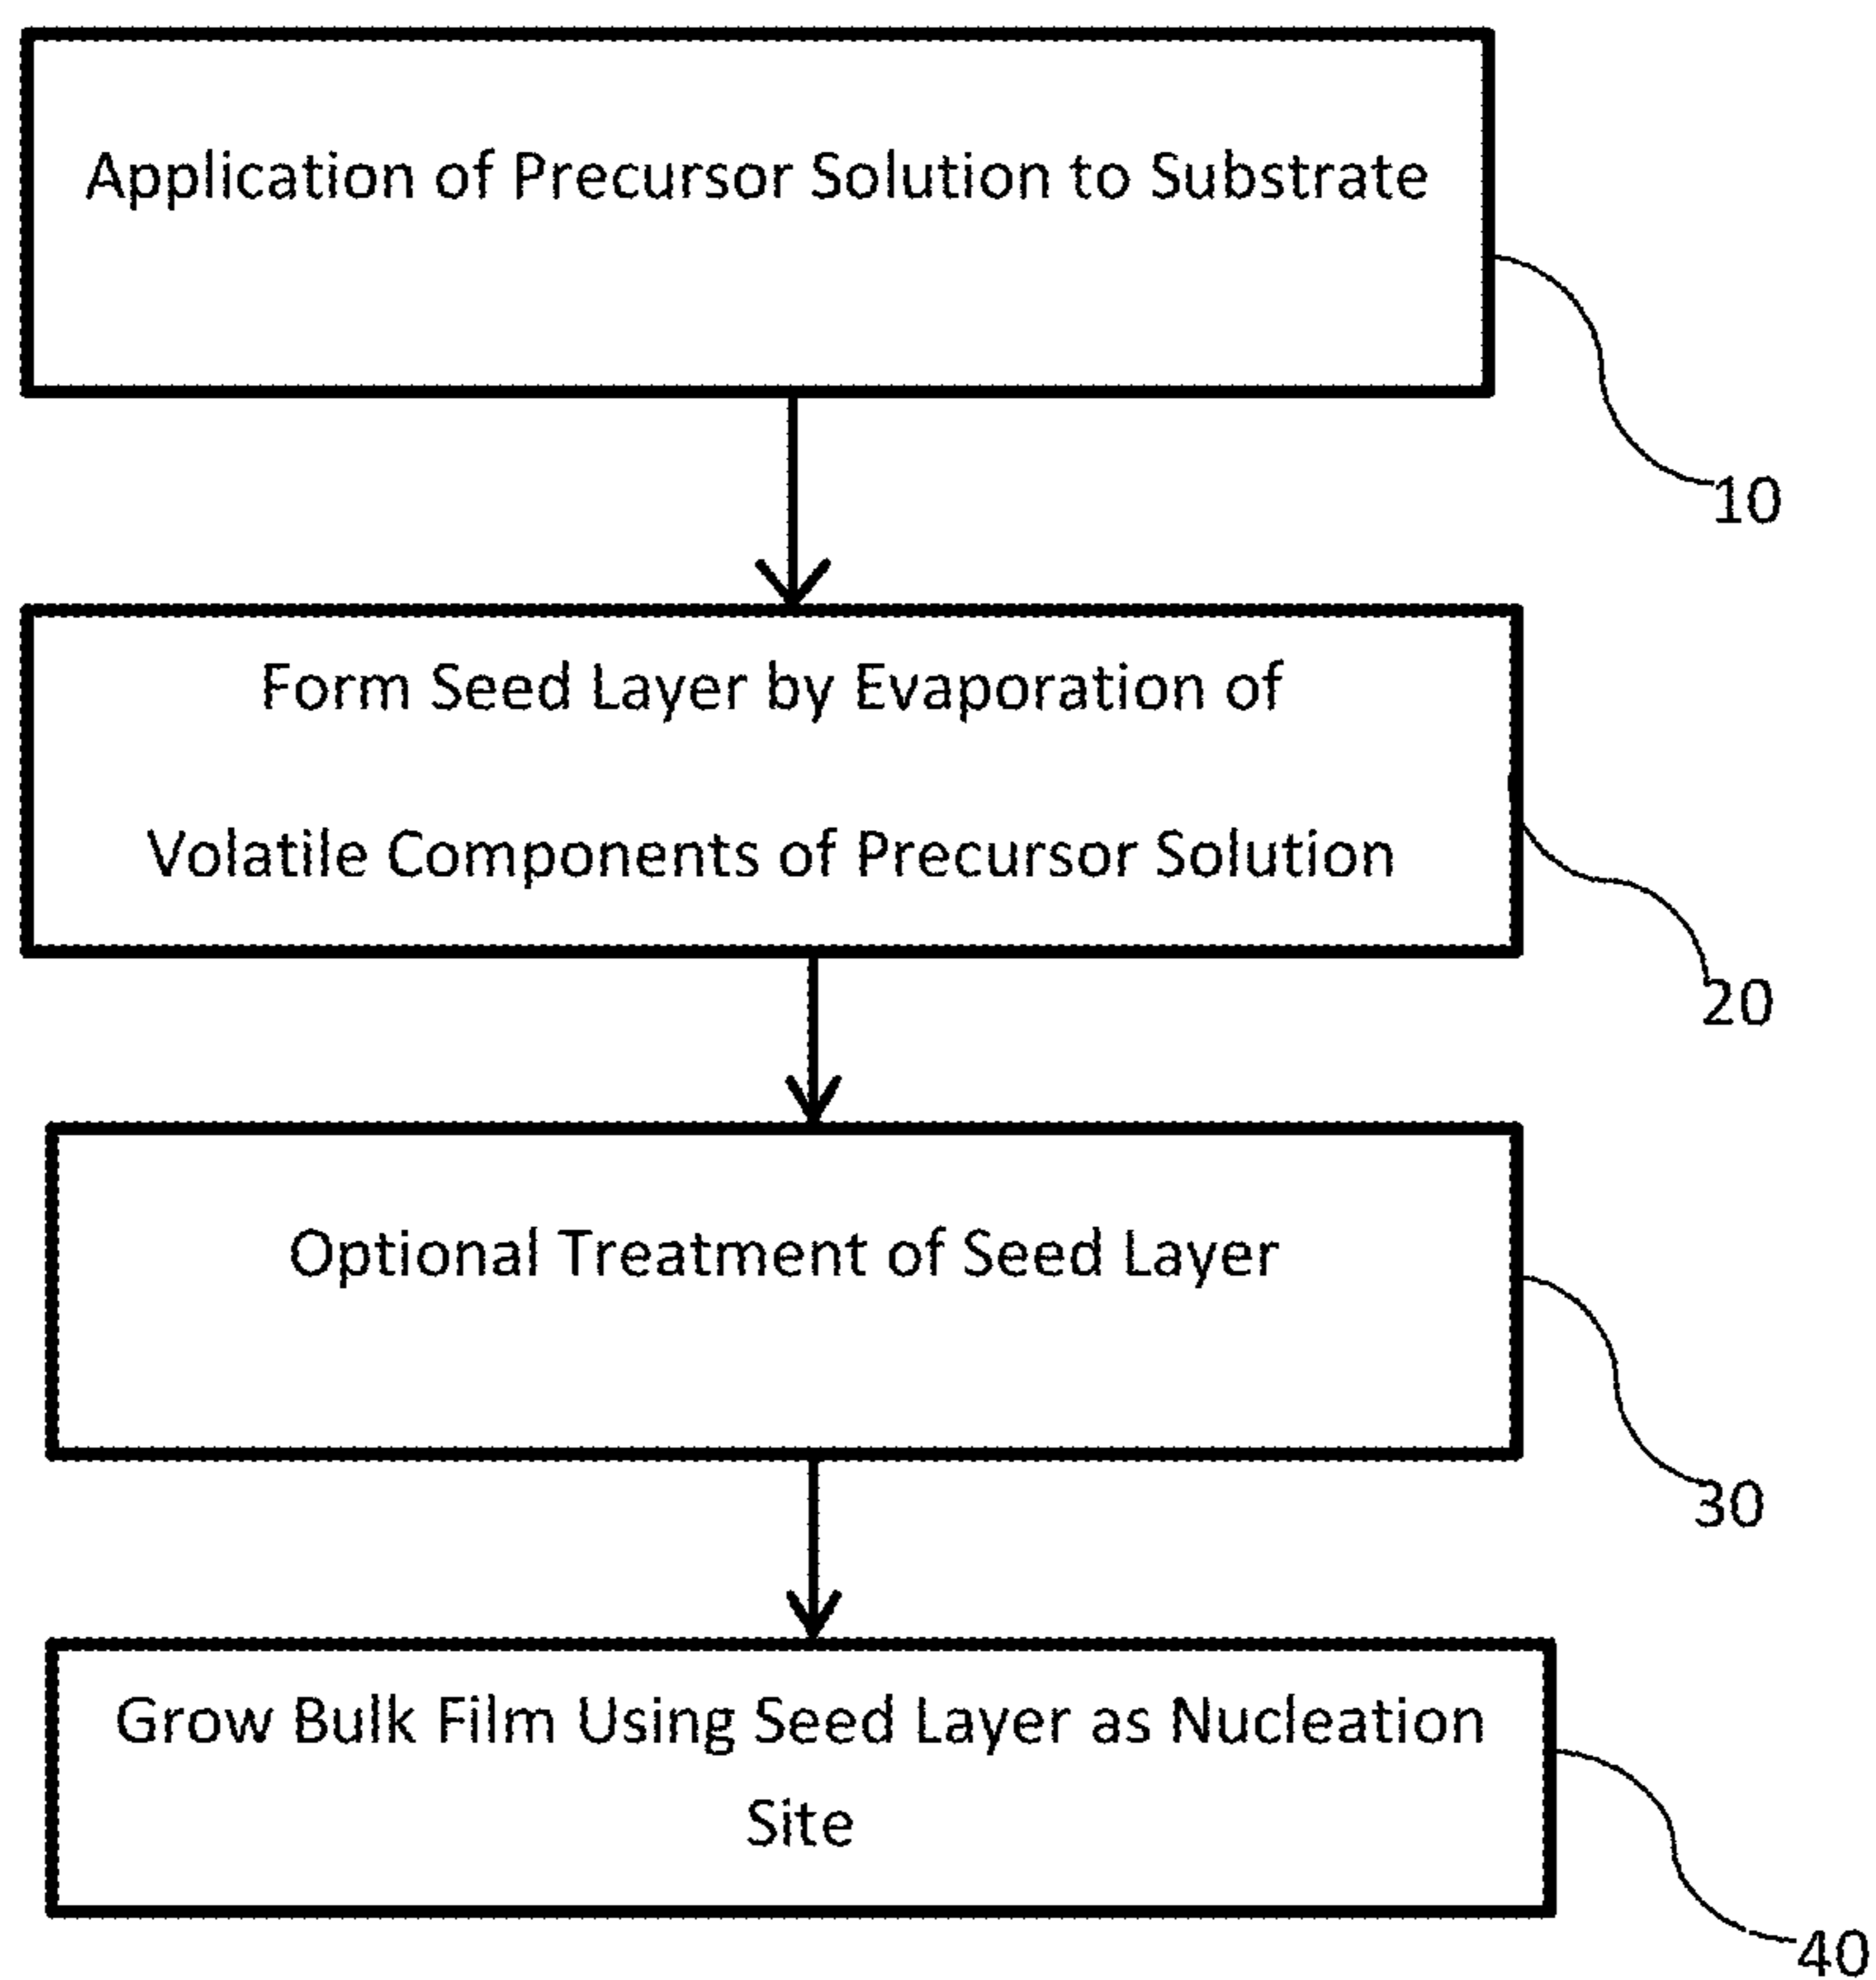 Application of Precursor Solution to Substrate
10
Form Seed Layer by Evaporation of
Volatile Components of Precursor Solution
20
Optional Treatment of Seed Layer
30
Grow Bulk Film Using Seed Layer as Nucleation
Site
40